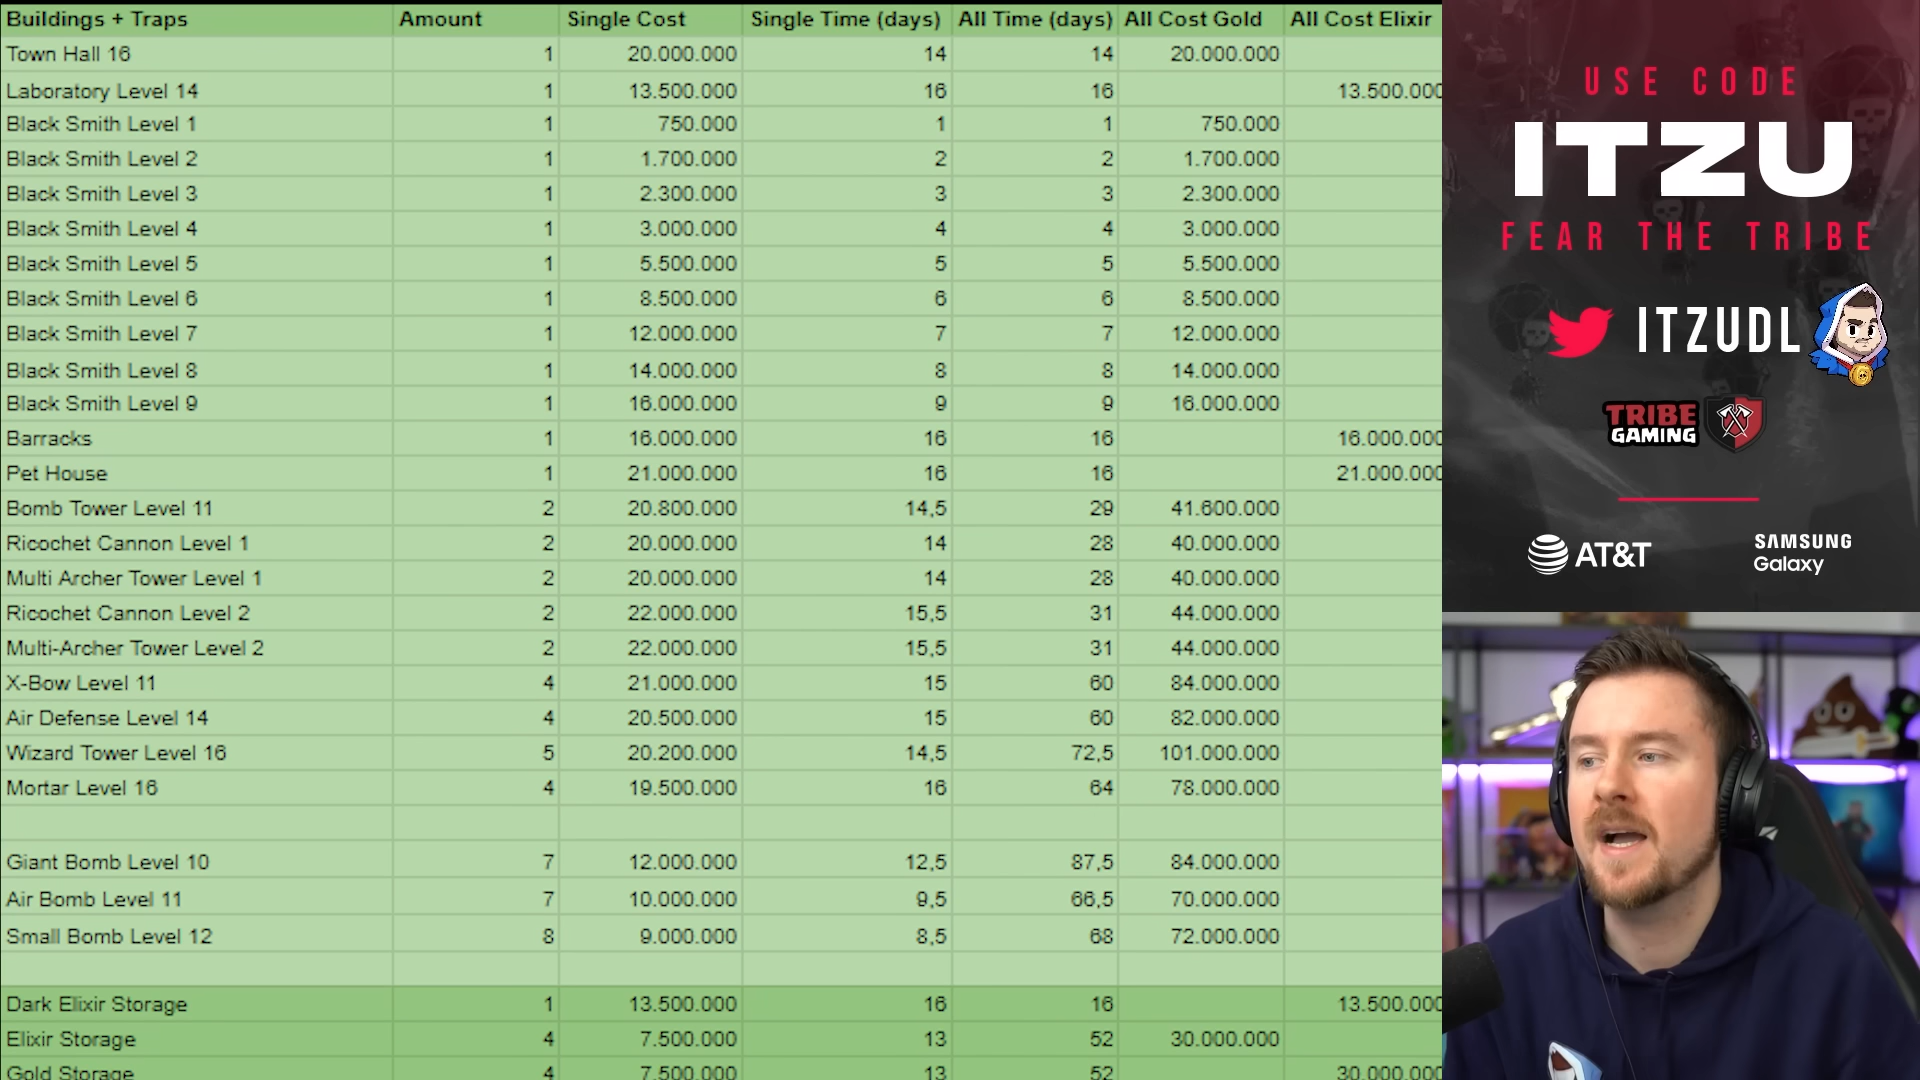 Buildings + Traps Amount Single Cost Single Time (days) All Time (days) All Cost Gold All Cost Elixir
Town Hall 16 1 20.000.000 14 14 20.000.000
Laboratory Level 14 1 13.500.000 16 16 13.500.000
Black Smith Level 1 1 750.000 1 1 750.000
Black Smith Level 2 1 1.700.000 2 2 1.700.000
Black Smith Level 3 1 2.300.000 3 3 2.300.000
Black Smith Level 4 1 3.000.000 4 4 3.000.000
Black Smith Level 5 1 5.500.000 5 5 5.500.000
Black Smith Level 6 1 8.500.000 6 6 8.500.000
Black Smith Level 7 1 12.000.000 7 7 12.000.000
Black Smith Level 8 1 14.000.000 8 8 14.000.000
Black Smith Level 9 1 16.000.000 9 9 16.000.000
Barracks 1 16.000.000 16 16 16.000.000
Pet House 1 21.000.000 16 16 21.000.000
Bomb Tower Level 11 2 20.800.000 14,5 29 41.600.000
Ricochet Cannon Level 1 2 20.000.000 14 28 40.000.000
Multi Archer Tower Level 1 2 20.000.000 14 28 40.000.000
Ricochet Cannon Level 2 2 22.000.000 15,5 31 44.000.000
Multi-Archer Tower Level 2 2 22.000.000 15,5 31 44.000.000
X-Bow Level 11 4 21.000.000 15 60 84.000.000
Air Defense Level 14 4 20.500.000 15 60 82.000.000
Wizard Tower Level 16 5 20.200.000 14,5 72,5 101.000.000
Mortar Level 16 4 19.500.000 16 64 78.000.000
Giant Bomb Level 10 7 12.000.000 12,5 87,5 84.000.000
Air Bomb Level 11 7 10.000.000 9,5 66,5 70.000.000
Small Bomb Level 12 8 9.000.000 8,5 68 72.000.000
Dark Elixir Storage 1 13.500.000 16 16 13.500.000
Elixir Storage 4 7.500.000 13 52 30.000.000
Gold Storage 4 7.500.000 13 52 30.000.000
USE CODE
ITZU
FEAR THE TRIBE
ITZUDL
TRIBE
GAMING
AT&T
SAMSUNG
Galaxy